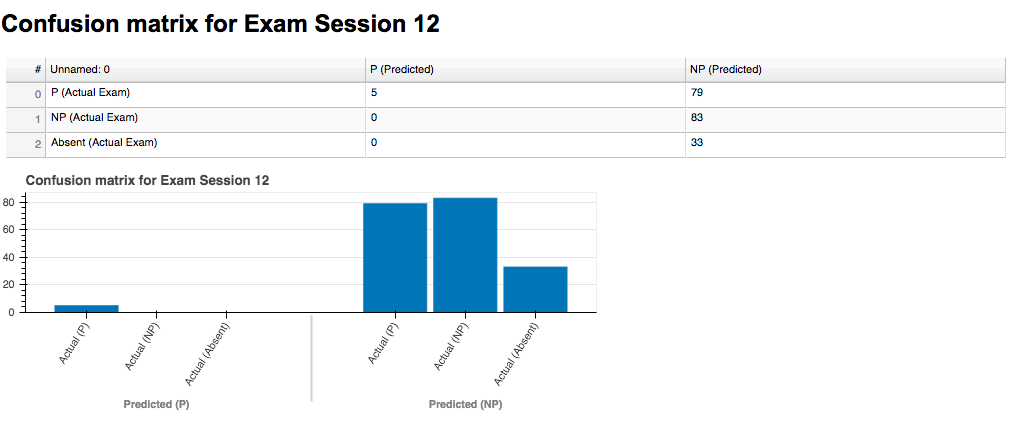 Confusion matrix for Exam Session 12
# Unnamed: 0 P (Predicted) NP (Predicted)
0 P (Actual Exam) 5 79
1 NP (Actual Exam) 0 83
2 Absent (Actual Exam) 0 33
Confusion matrix for Exam Session 12
80
60
40
20
0
Actual (P) Actual (NP) Actual (Absent) Actual (P) Actual (NP) Actual (Absent)
Predicted (P) Predicted (NP)